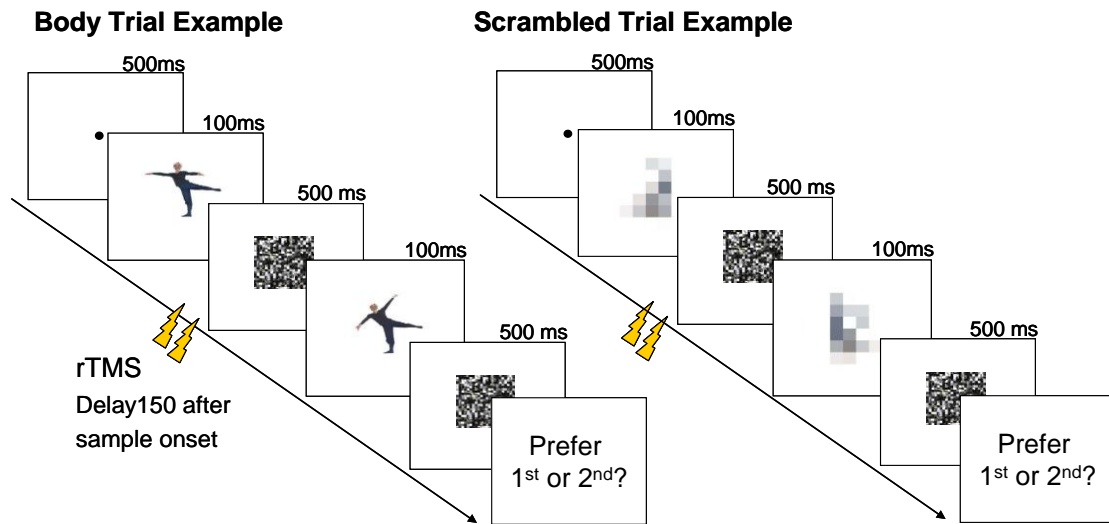 Body Trial Example
500ms
100ms
500 ms
100ms
500 ms
rTMS
Delay150 after
sample onset
Prefer
1st or 2nd?
Scrambled Trial Example
500ms
100ms
500 ms
100ms
500 ms
Prefer
1st or 2nd?